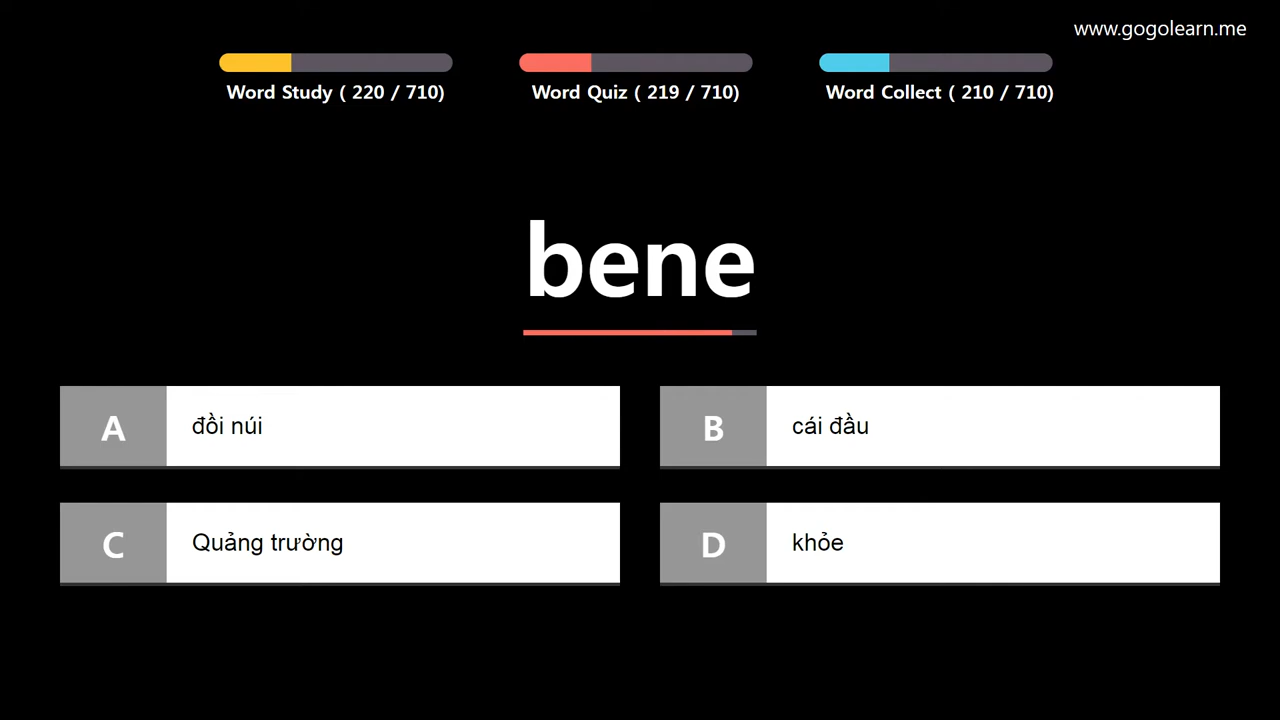 www.gogolearn.me
Word Study ( 220 / 710)
Word Quiz ( 219 / 710)
Word Collect ( 210 / 710)
bene
A đồi núi
B cái đầu
C Quảng trường
D khỏe